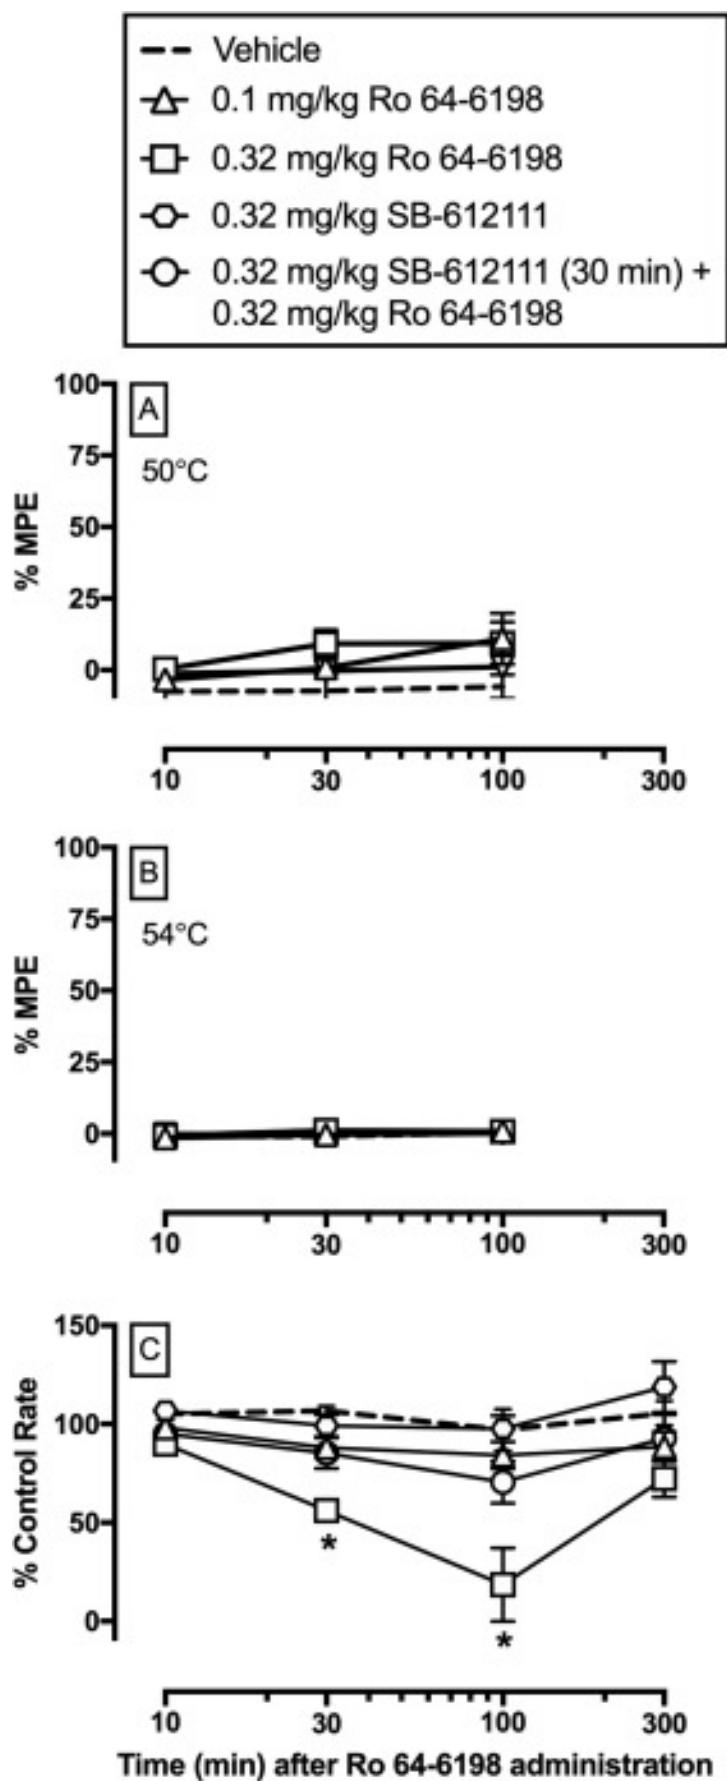 Vehicle
0.1 mg/kg Ro 64-6198
0.32 mg/kg Ro 64-6198
0.32 mg/kg SB-612111
0.32 mg/kg SB-612111 (30 min) +
0.32 mg/kg Ro 64-6198
A
50°C
% MPE
100
75
50
25
0
10 30 100 300
B
54°C
% MPE
100
75
50
25
0
10 30 100 300
C
% Control Rate
150
100
50
0
*
*
10 30 100 300
Time (min) after Ro 64-6198 administration